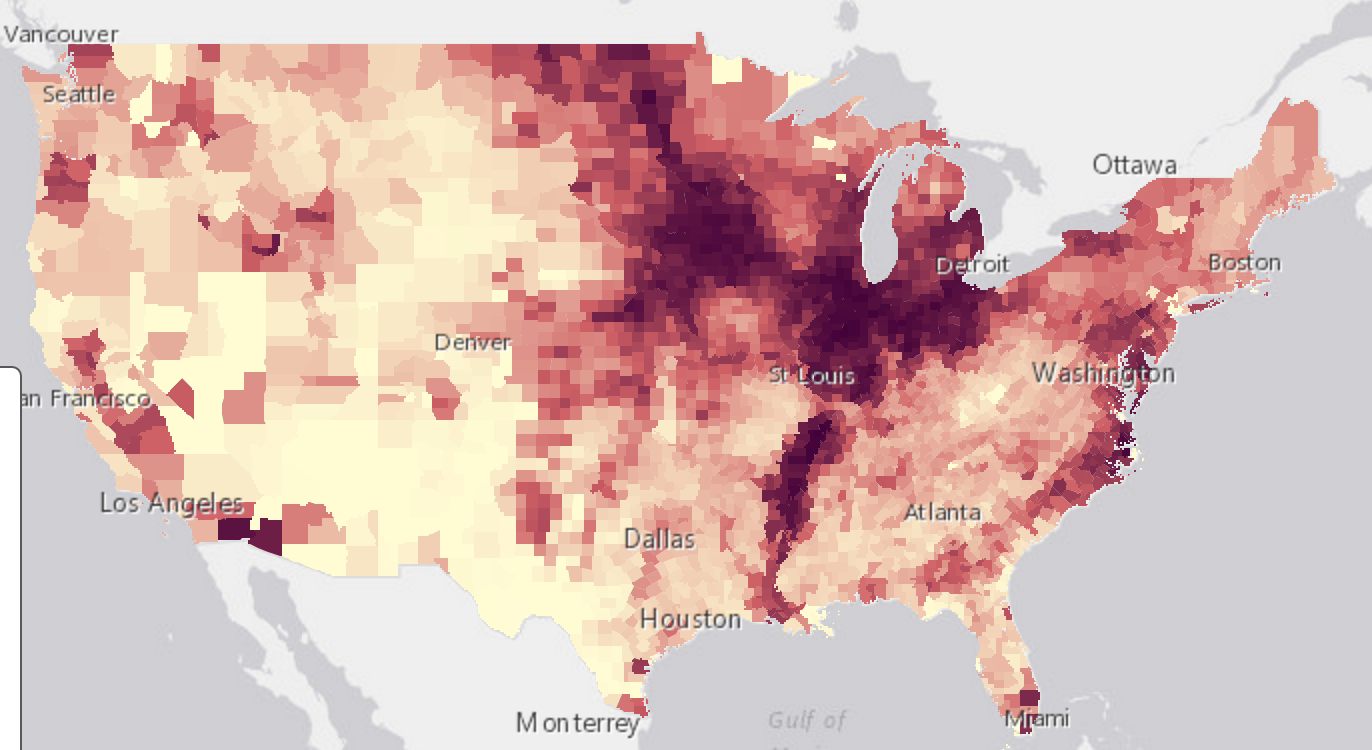 Vancouver
Seattle
Ottawa
Detroit
Boston
Denver
St Louis
Washington
an Francisco
Los Angeles
Atlanta
Dallas
Houston
Monterrey
Gulf of
Miami